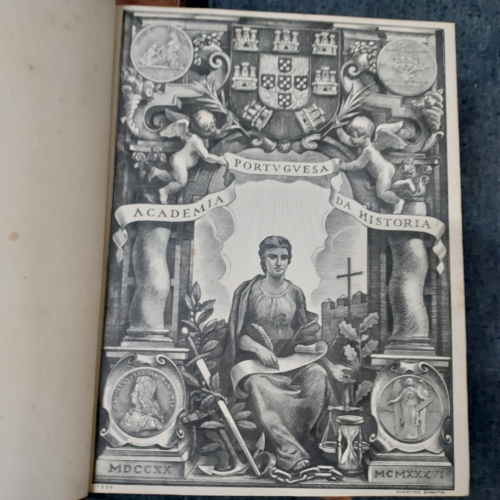 PORTVGVESA
ACADEMIA
DA HISTORIA
MDCCXX
MCMXXXVI